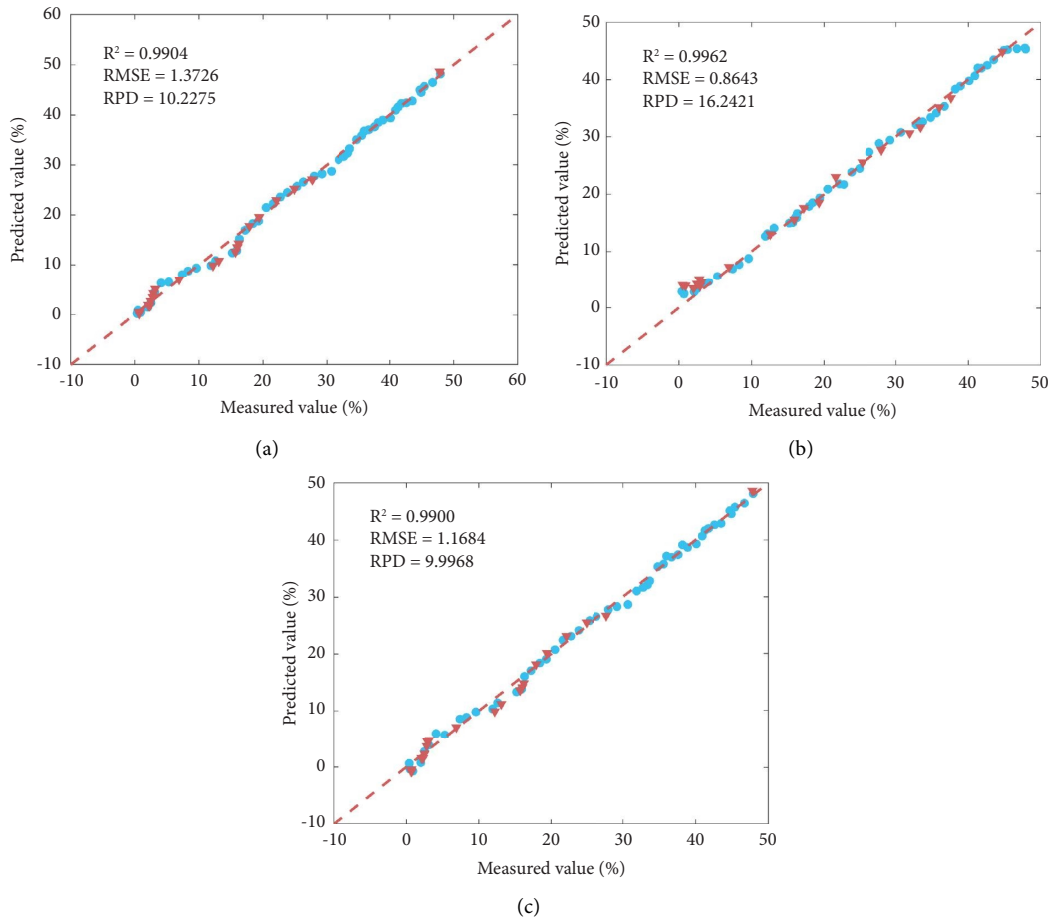 60
50
40
30
20
10
0
-10
Predicted value (%)
R² = 0.9904
RMSE = 1.3726
RPD = 10.2275
-10 0 10 20 30 40 50 60
Measured value (%)
(a)
50
40
30
20
10
0
-10
Predicted value (%)
R² = 0.9962
RMSE = 0.8643
RPD = 16.2421
-10 0 10 20 30 40 50
Measured value (%)
(b)
50
40
30
20
10
0
-10
Predicted value (%)
R² = 0.9900
RMSE = 1.1684
RPD = 9.9968
-10 0 10 20 30 40 50
Measured value (%)
(c)